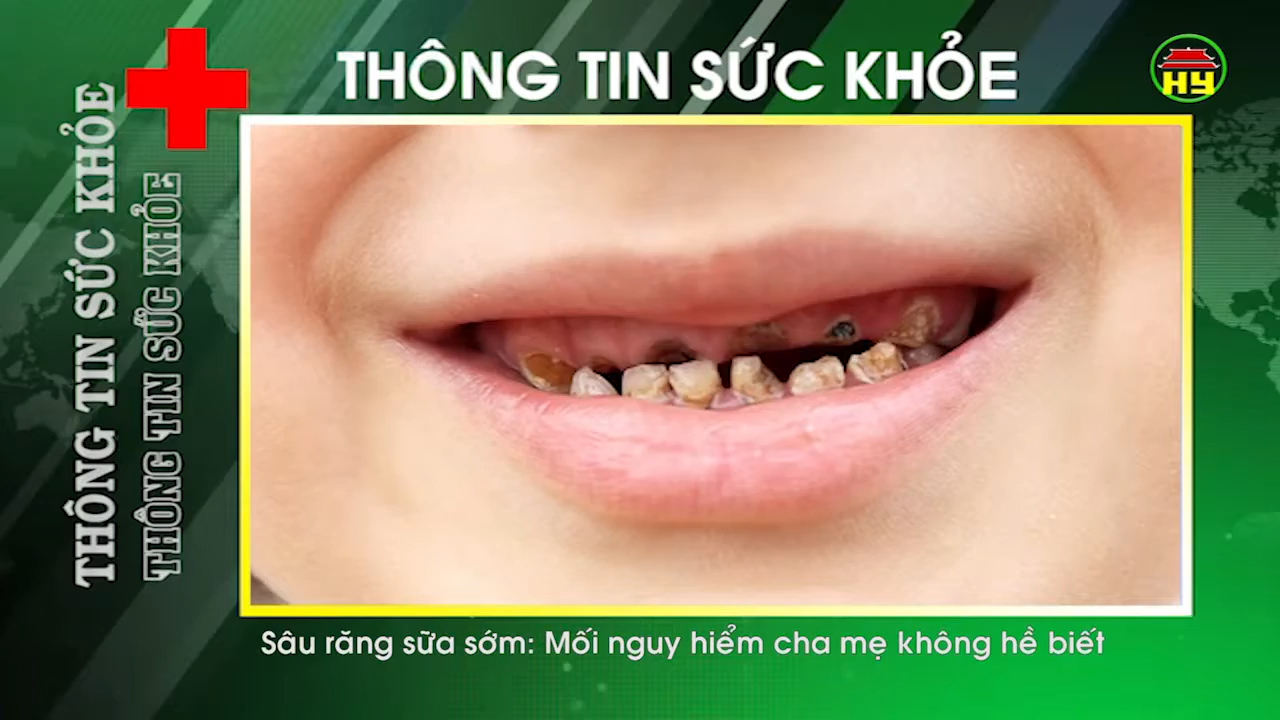 THÔNG TIN SỨC KHỎE
HY
THÔNG TIN SỨC KHỎE
THÔNG TIN SỨC KHỎE
Sâu răng sữa sớm: Mối nguy hiểm cha mẹ không hề biết